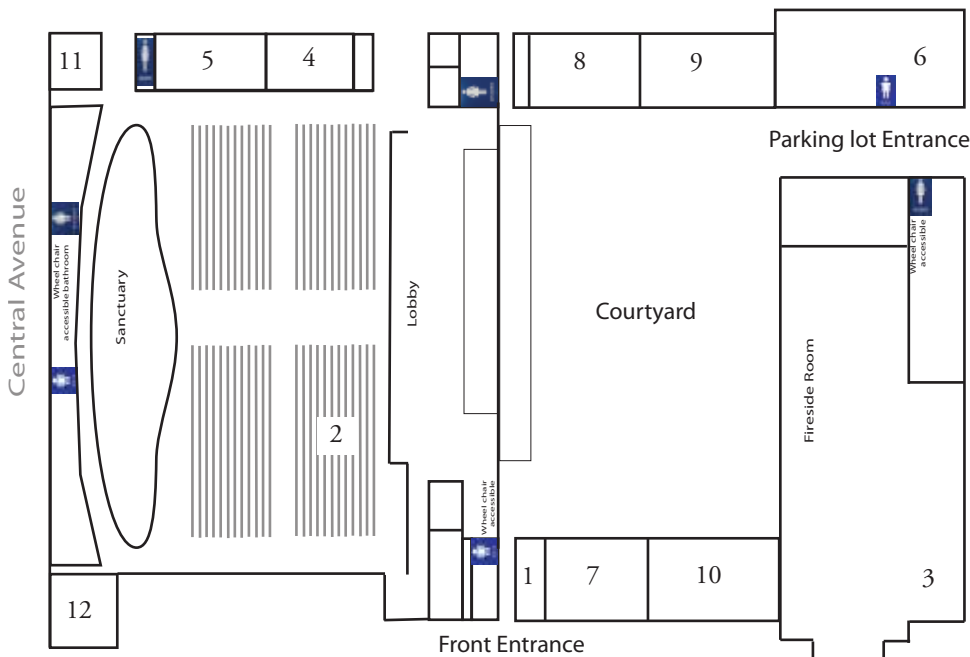 11
5
4
8
9
6
Parking lot Entrance
Central Avenue
Wheel chair
accessible bathroom
Sanctuary
Lobby
Courtyard
Fireside Room
Wheel chair
accessible
2
Wheel chair
accessible
1
7
10
3
12
Front Entrance